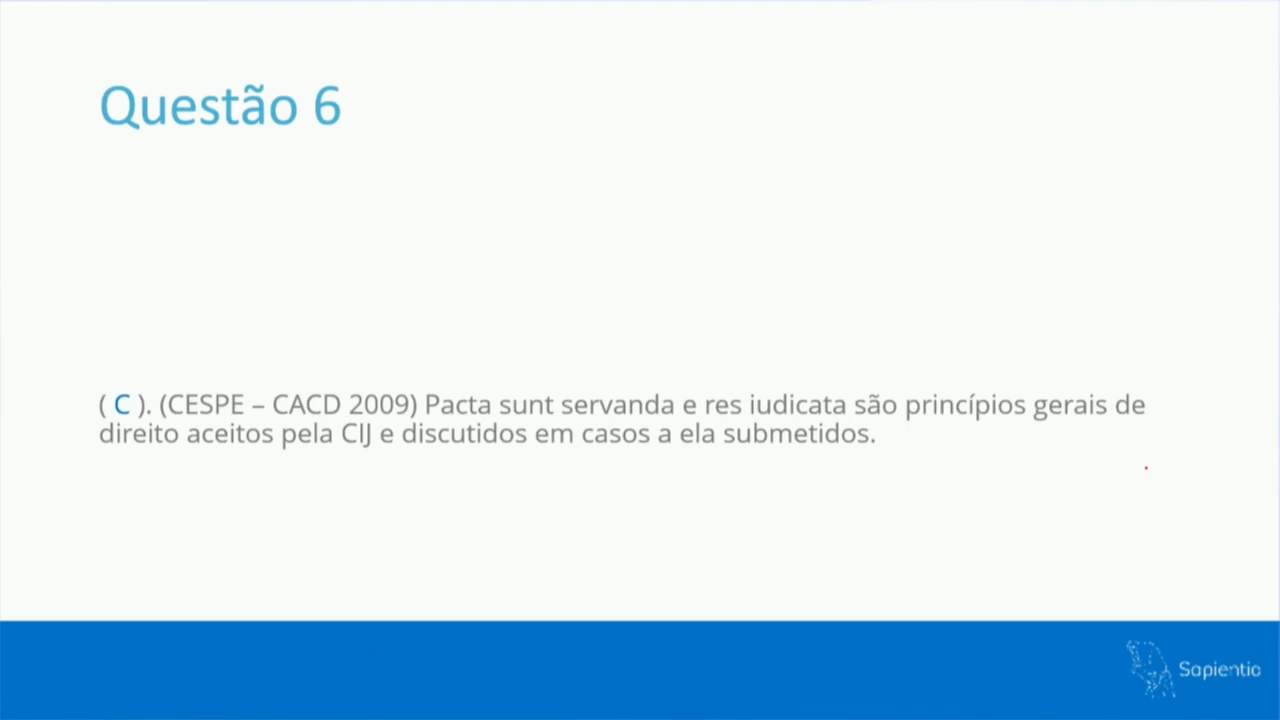 Questão 6
( C ). (CESPE – CACD 2009) Pacta sunt servanda e res iudicata são princípios gerais de
direito aceitos pela CIJ e discutidos em casos a ela submetidos.
Sapientia